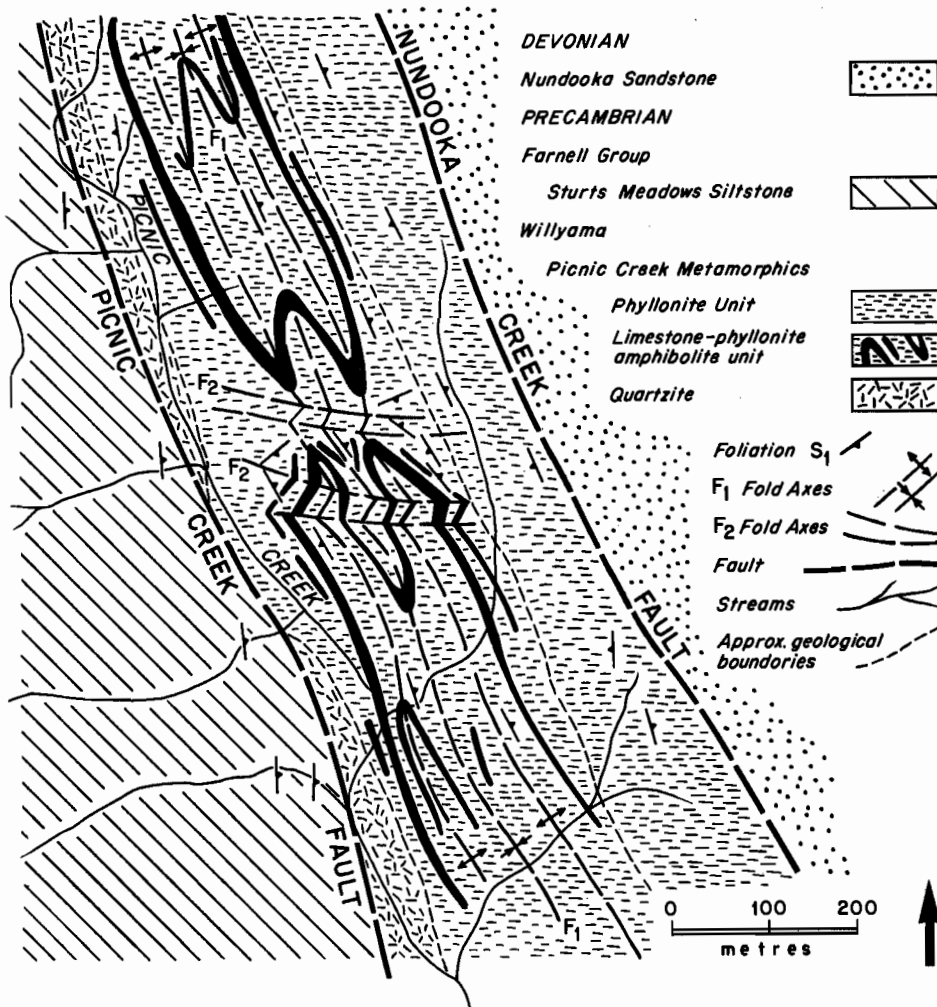 DEVONIAN
Nundooka Sandstone
PRECAMBRIAN
Farnell Group
Sturts Meadows Siltstone
Willyama
Picnic Creek Metamorphics
Phyllonite Unit
Limestone-phyllonite
amphibolite unit
Quartzite
Foliation S1
F1 Fold Axes
F2 Fold Axes
Fault
Streams
Approx. geological
boundories
0 100 200
metres
NUNDOOKA
CREEK
FAULT
PICNIC
CREEK
FAULT
PICNIC
CREEK
F1
F2
F2
F1